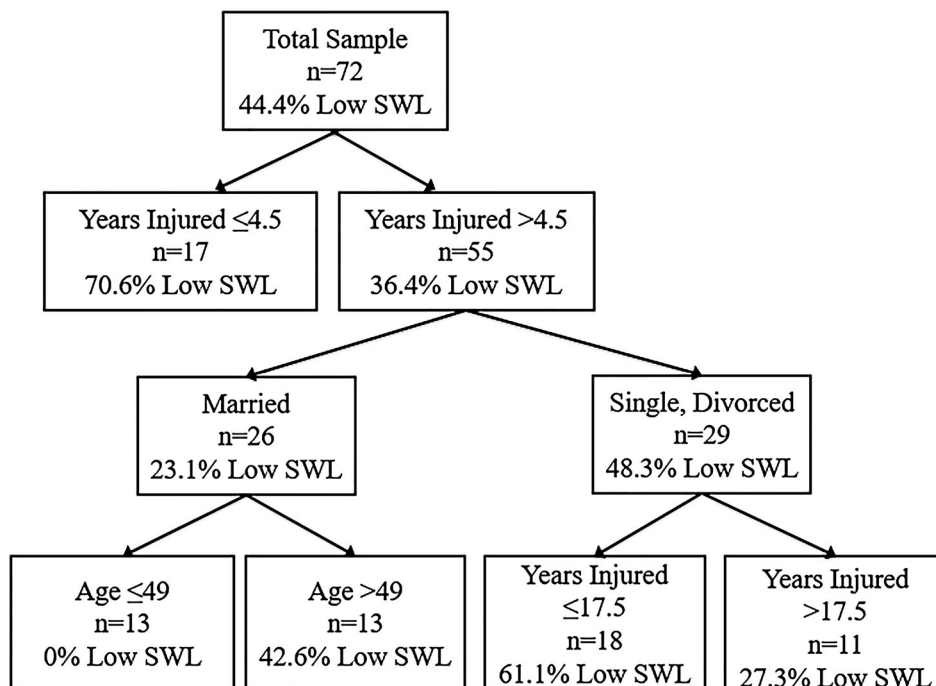 Total Sample
n=72
44.4% Low SWL
Years Injured ≤4.5
n=17
70.6% Low SWL
Years Injured >4.5
n=55
36.4% Low SWL
Married
n=26
23.1% Low SWL
Single, Divorced
n=29
48.3% Low SWL
Age ≤49
n=13
0% Low SWL
Age >49
n=13
42.6% Low SWL
Years Injured
≤17.5
n=18
61.1% Low SWL
Years Injured
>17.5
n=11
27.3% Low SWL